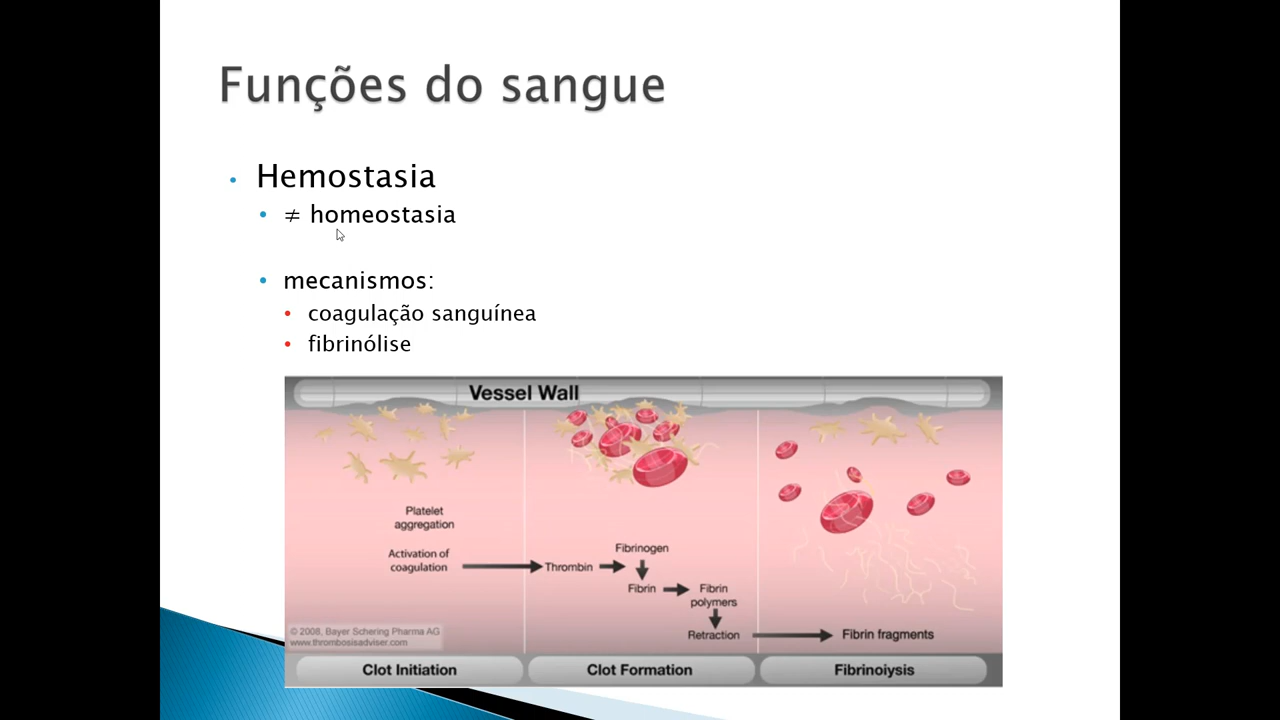 Funções do sangue
• Hemostasia
• ≠ homeostasia
• mecanismos:
• coagulação sanguínea
• fibrinólise
Vessel Wall
Platelet
aggregation
Activation of
coagulation
Thrombin
Fibrinogen
Fibrin
Fibrin
polymers
Retraction
Fibrin fragments
© 2008, Bayer Schering Pharma AG
www.thrombosisadviser.com
Clot Initiation
Clot Formation
Fibrinolysis